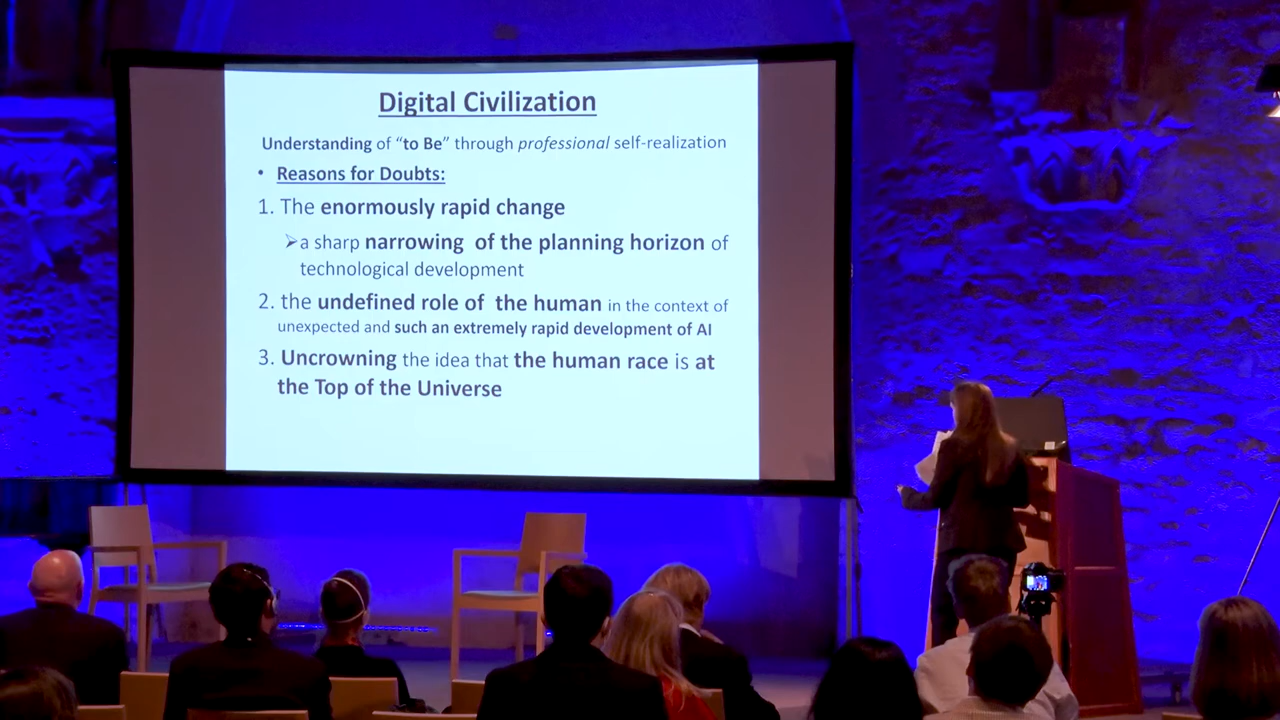 Digital Civilization
Understanding of “to Be” through professional self-realization
• Reasons for Doubts:
1. The enormously rapid change
➢a sharp narrowing of the planning horizon of
technological development
2. the undefined role of the human in the context of
unexpected and such an extremely rapid development of AI
3. Uncrowning the idea that the human race is at
the Top of the Universe